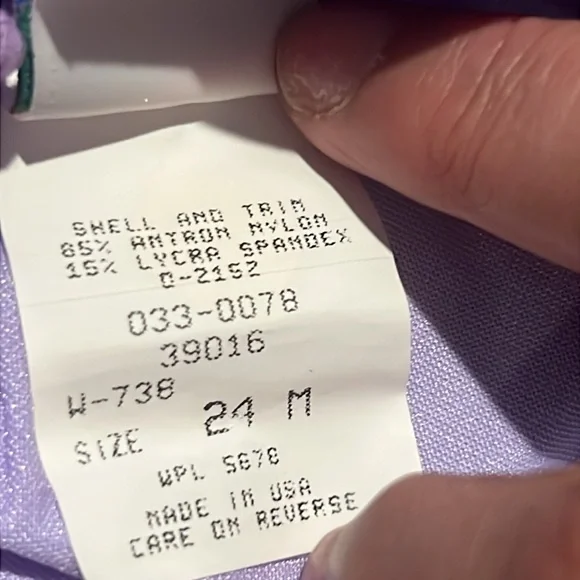 SHELL AND TRIM
85% ANTRON NYLON
15% LYCRA SPANDEX
D-2152
033-0078
39016
W-738
SIZE 24 M
WPL 5678
MADE IN USA
CARE ON REVERSE